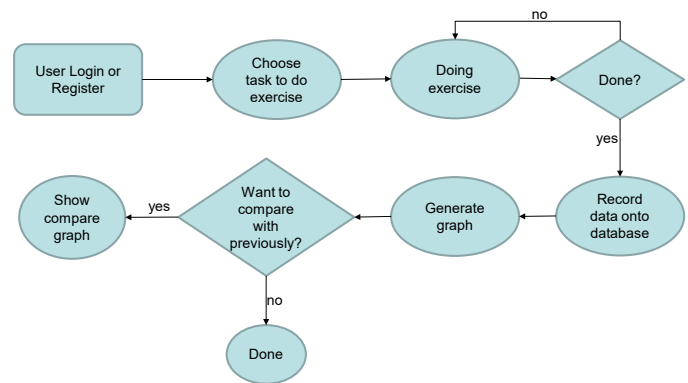 no
User Login or
Register
Choose
task to do
exercise
Doing
exercise
Done?
yes
Show
compare
graph
yes
Want to
compare
with
previously?
Generate
graph
Record
data onto
database
no
Done